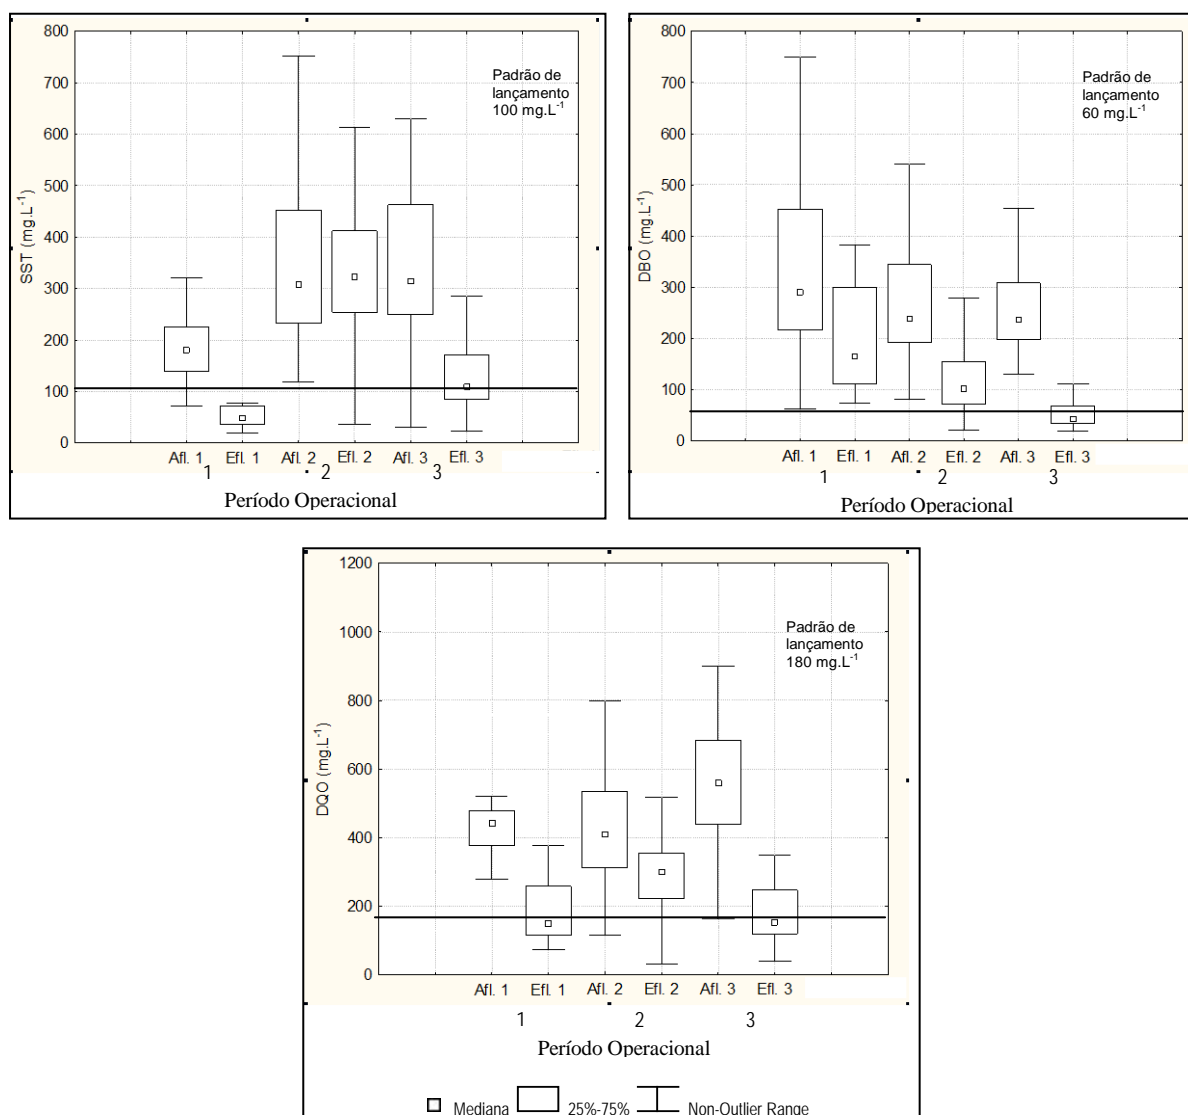 800
700
600
500
400
300
200
100
0
SST (mg.L⁻¹)
Padrão de
lançamento
100 mg.L⁻¹
Afl. 1 Efl. 1 Afl. 2 Efl. 2 Afl. 3 Efl. 3
1 2 3
Período Operacional
800
700
600
500
400
300
200
100
0
DBO (mg.L⁻¹)
Padrão de
lançamento
60 mg.L⁻¹
Afl. 1 Efl. 1 Afl. 2 Efl. 2 Afl. 3 Efl. 3
1 2 3
Período Operacional
1200
1000
800
600
400
200
0
DQO (mg.L⁻¹)
Padrão de
lançamento
180 mg.L⁻¹
Afl. 1 Efl. 1 Afl. 2 Efl. 2 Afl. 3 Efl. 3
1 2 3
Período Operacional
Mediana 25%-75% Non-Outlier Range